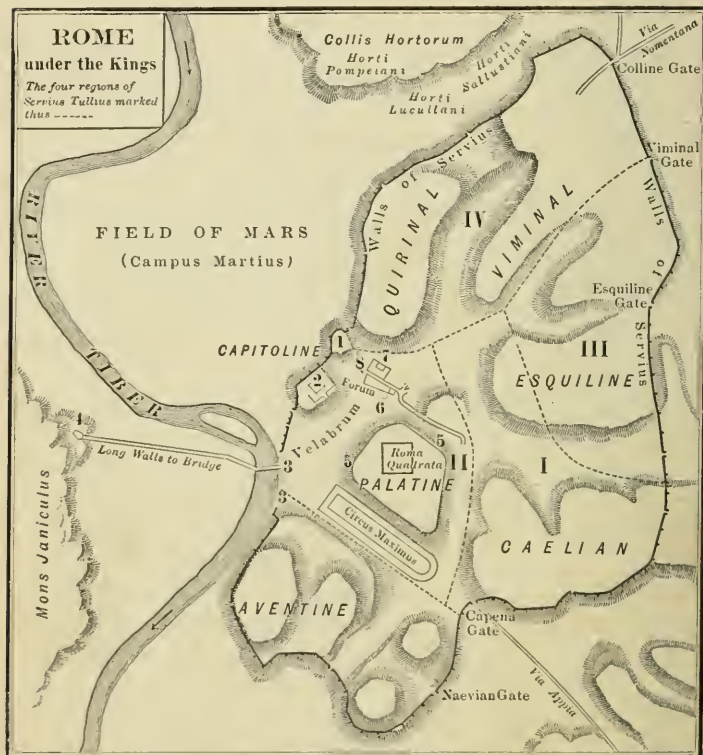 ROME
under the Kings
The four regions of
Servius Tullius marked
thus ------
Collis Hortorum
Horti
Pompeiani
Horti
Sallustiani
Horti
Lucullani
Via
Nomentana
Colline Gate
Viminal
Gate
Walls of Servius
QUIRINAL
IV
VIMINAL
FIELD OF MARS
(Campus Martius)
RIVER
TIBER
Esquiline
Gate
Walls of Servius
III
ESQUILINE
CAPITOLINE
1
2
8
7
Forum
6
5
Velabrum
Roma
Quadrata
PALATINE
II
I
4
Long Walls to Bridge
3
3
Circus Maximus
CAELIAN
Mons Janiculus
AVENTINE
Capena
Gate
Via Appia
Naevian Gate